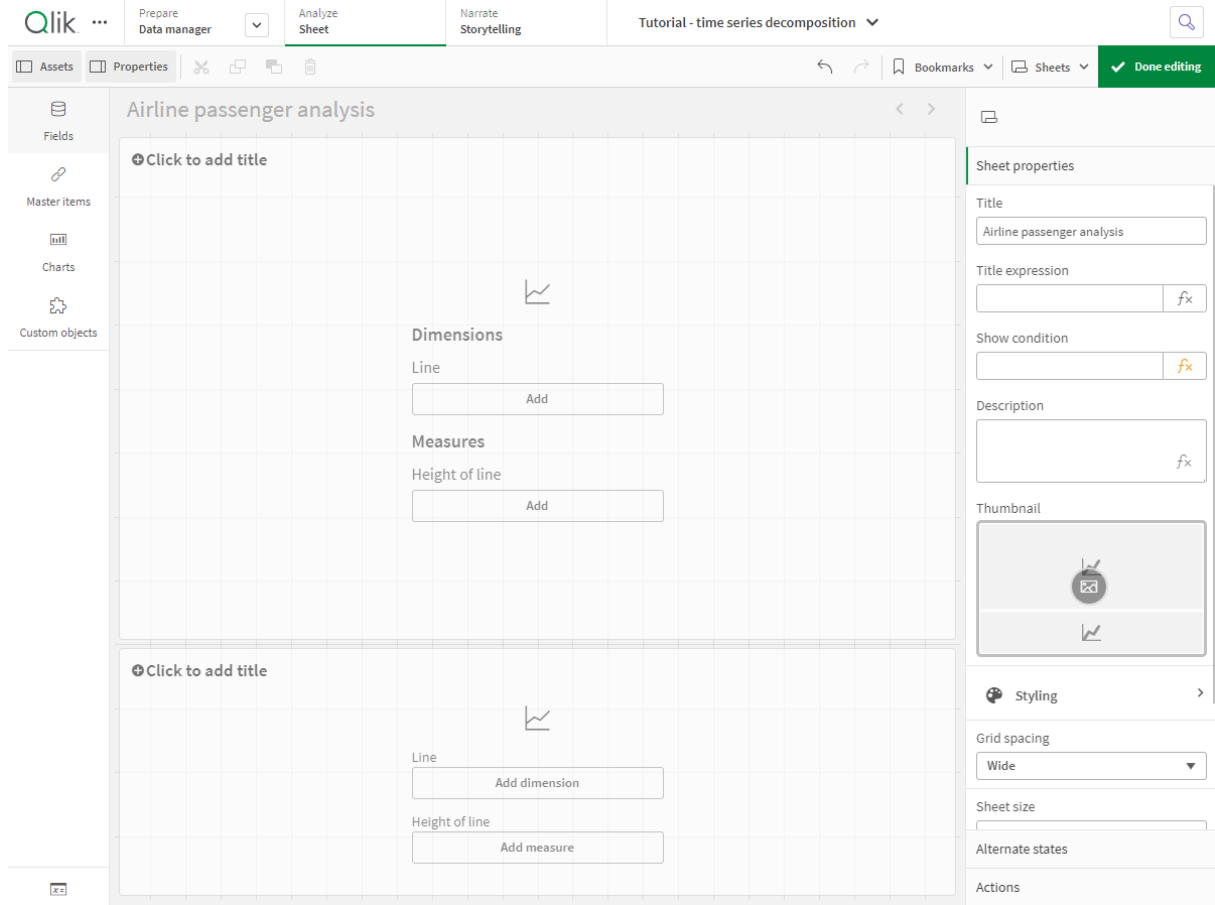 Qlik
Prepare
Data manager
Analyze
Sheet
Narrate
Storytelling
Tutorial - time series decomposition
Assets
Properties
Bookmarks
Sheets
Done editing
Fields
Master items
Charts
Custom objects
Airline passenger analysis
Click to add title
Dimensions
Line
Add
Measures
Height of line
Add
Click to add title
Line
Add dimension
Height of line
Add measure
Sheet properties
Title
Airline passenger analysis
Title expression
fx
Show condition
fx
Description
fx
Thumbnail
Styling
Grid spacing
Wide
Sheet size
Alternate states
Actions
x=